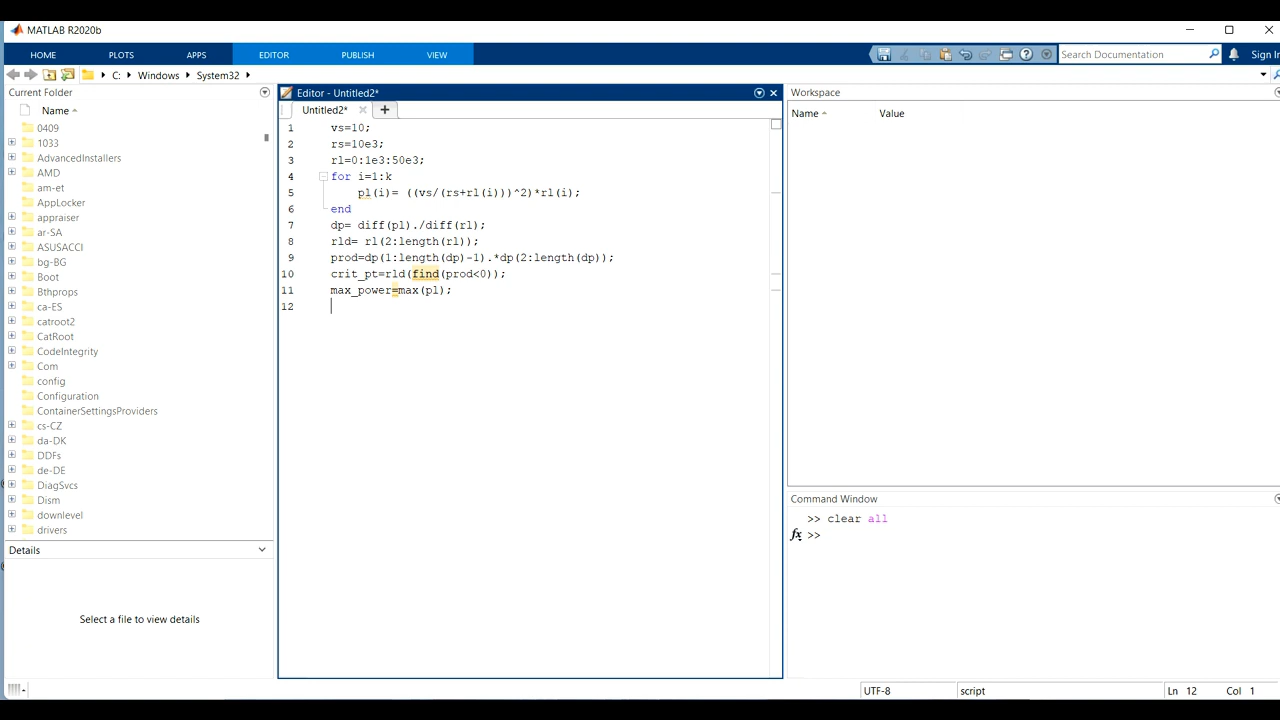 MATLAB R2020b
HOME PLOTS APPS EDITOR PUBLISH VIEW Search Documentation Sign In
C: Windows System32
Current Folder
Name
0409
1033
AdvancedInstallers
AMD
am-et
AppLocker
appraiser
ar-SA
ASUSACCI
bg-BG
Boot
Bthprops
ca-ES
catroot2
CatRoot
CodeIntegrity
Com
config
Configuration
ContainerSettingsProviders
cs-CZ
da-DK
DDFs
de-DE
DiagSvcs
Dism
downlevel
drivers
Details
Select a file to view details
Editor - Untitled2*
Untitled2*
1 vs=10;
2 rs=10e3;
3 rl=0:1e3:50e3;
4 for i=1:k
5 pl(i)= ((vs/(rs+rl(i)))^2)*rl(i);
6 end
7 dp= diff(pl)./diff(rl);
8 rld= rl(2:length(rl));
9 prod=dp(1:length(dp)-1).*dp(2:length(dp));
10 crit_pt=rld(find(prod<0));
11 max_power=max(pl);
12
Workspace
Name Value
Command Window
>> clear all
fx >>
UTF-8 script Ln 12 Col 1